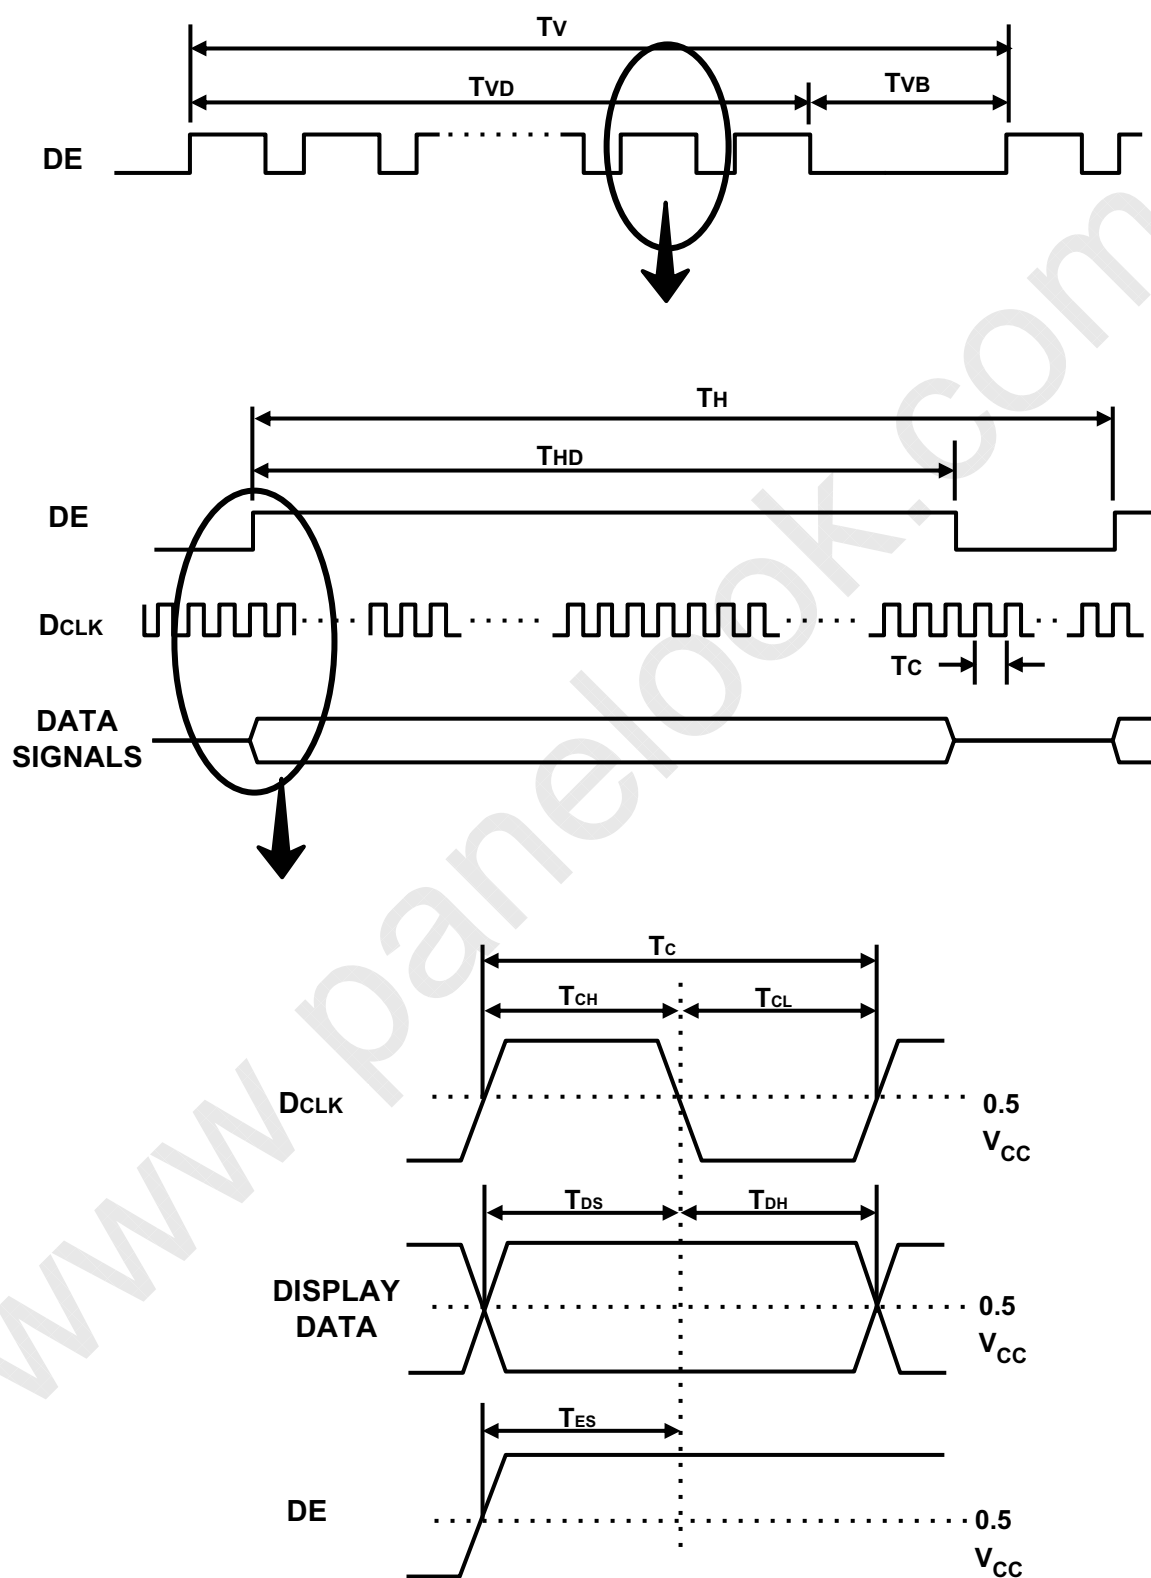 TV
TVD
TVB
DE
TH
THD
DE
DCLK
TC
DATA
SIGNALS
TC
TCH
TCL
DCLK
0.5
VCC
TDS
TDH
DISPLAY
DATA
0.5
VCC
TES
DE
0.5
VCC
www.panelook.com